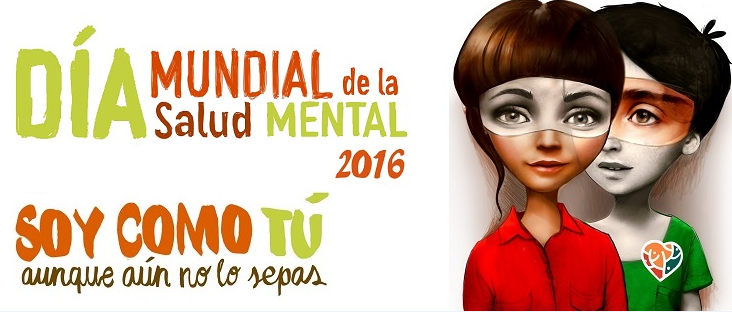 DÍA MUNDIAL de la
Salud MENTAL
2016
SOY COMO TÚ
aunque aún no lo sepas